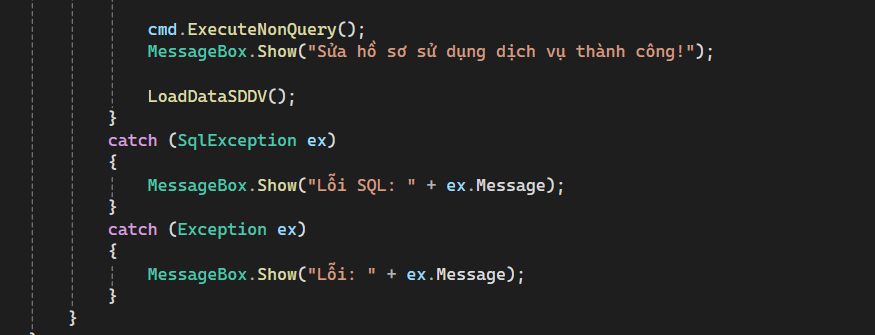 cmd.ExecuteNonQuery();
MessageBox.Show("Sửa hồ sơ sử dụng dịch vụ thành công!");
LoadDataSDDV();
}
catch (SqlException ex)
{
MessageBox.Show("Lỗi SQL: " + ex.Message);
}
catch (Exception ex)
{
MessageBox.Show("Lỗi: " + ex.Message);
}
}